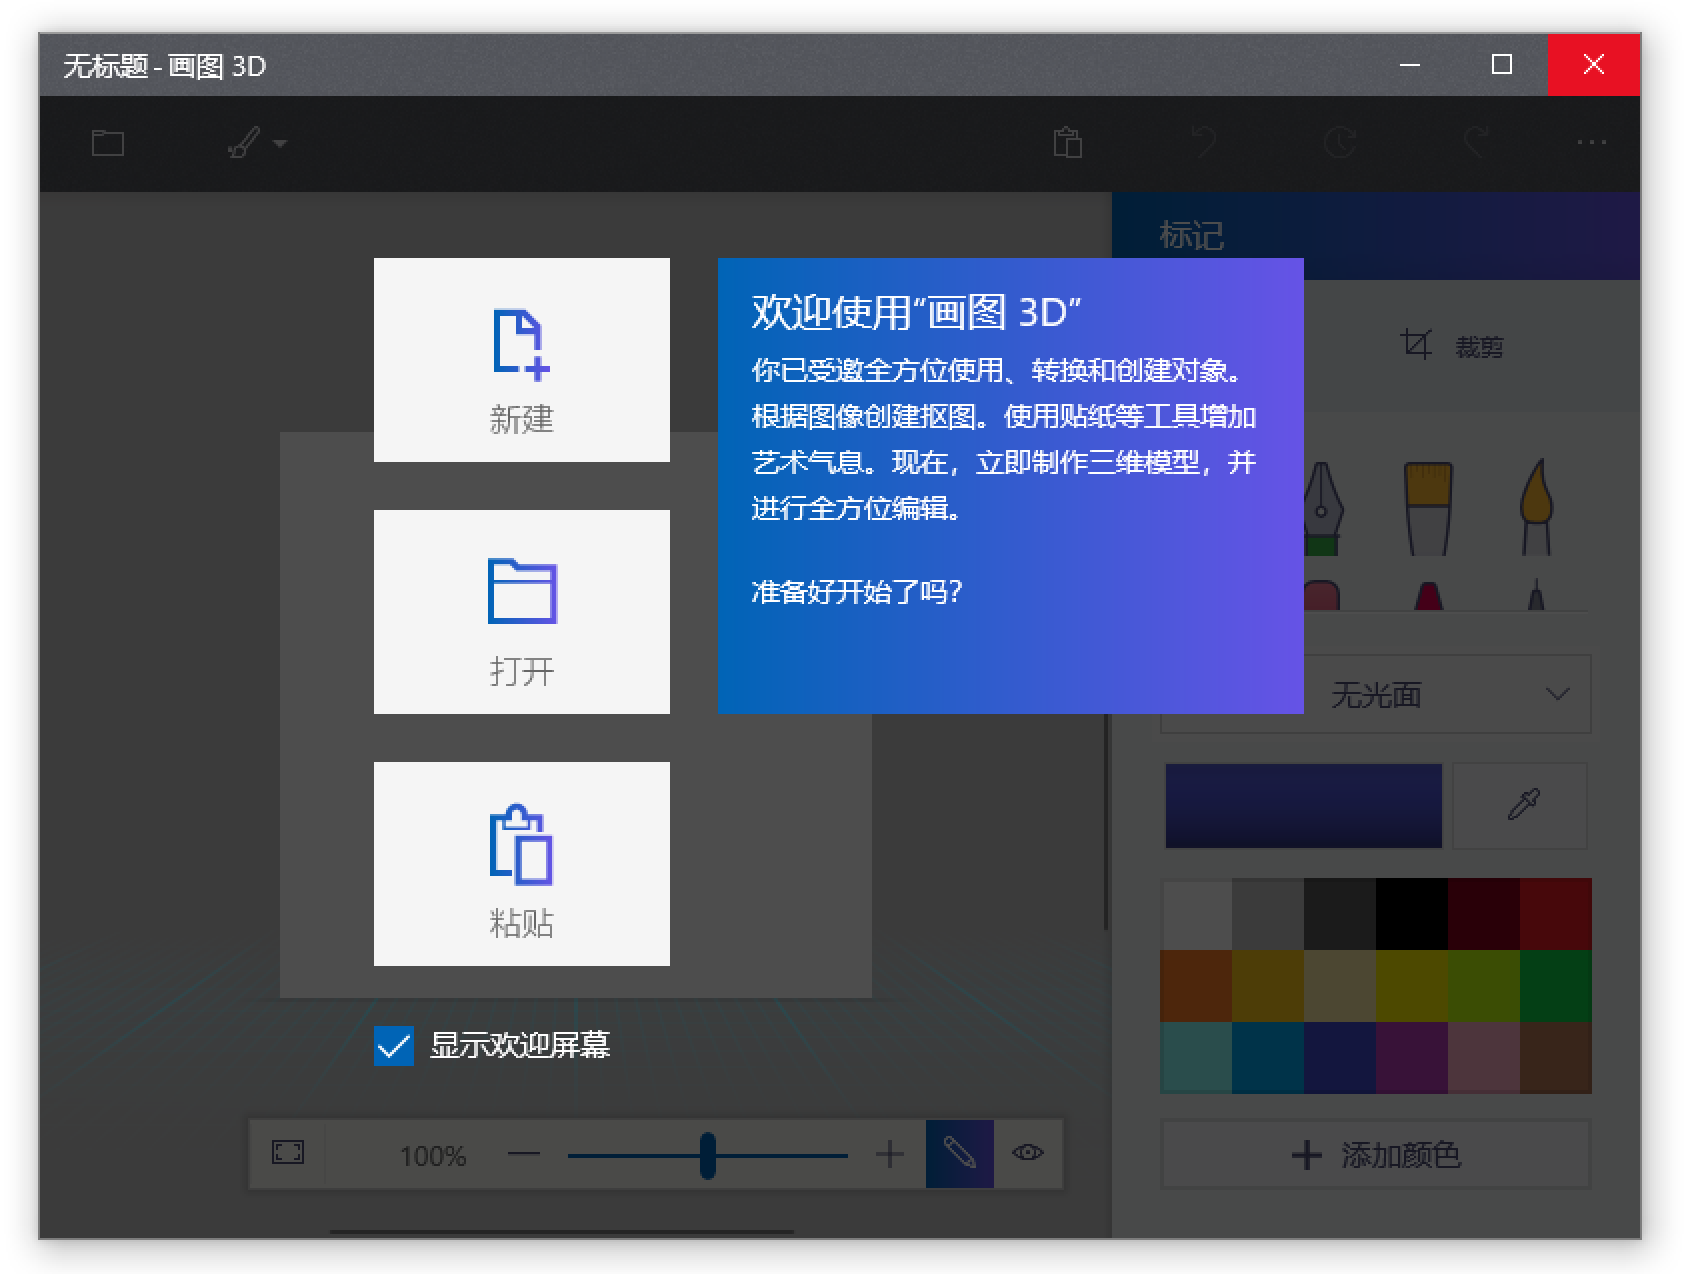 无标题 - 画图 3D
标记
裁剪
新建
欢迎使用“画图 3D”
你已受邀全方位使用、转换和创建对象。
根据图像创建抠图。使用贴纸等工具增加
艺术气息。现在，立即制作三维模型，并
进行全方位编辑。
准备好开始了吗?
打开
无光面
粘贴
显示欢迎屏幕
100%
添加颜色